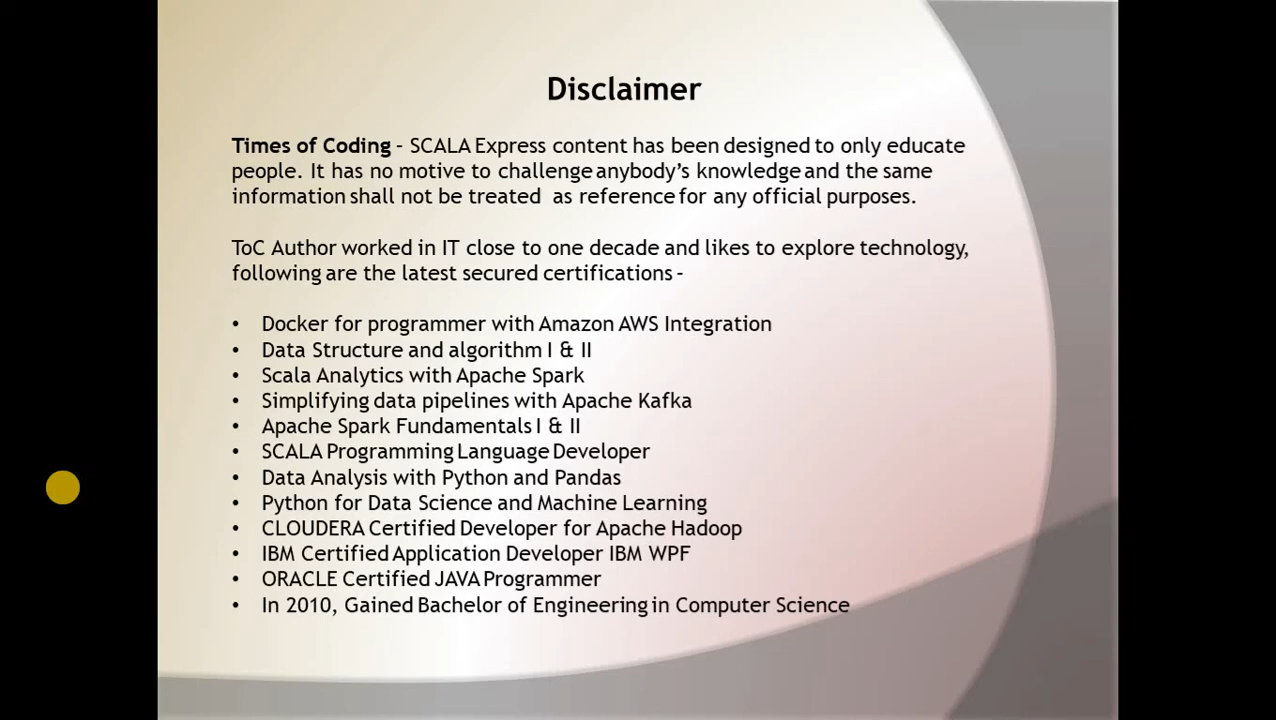 Disclaimer
Times of Coding - SCALA Express content has been designed to only educate
people. It has no motive to challenge anybody's knowledge and the same
information shall not be treated as reference for any official purposes.
ToC Author worked in IT close to one decade and likes to explore technology,
following are the latest secured certifications -
• Docker for programmer with Amazon AWS Integration
• Data Structure and algorithm I & II
• Scala Analytics with Apache Spark
• Simplifying data pipelines with Apache Kafka
• Apache Spark Fundamentals I & II
• SCALA Programming Language Developer
• Data Analysis with Python and Pandas
• Python for Data Science and Machine Learning
• CLOUDERA Certified Developer for Apache Hadoop
• IBM Certified Application Developer IBM WPF
• ORACLE Certified JAVA Programmer
• In 2010, Gained Bachelor of Engineering in Computer Science